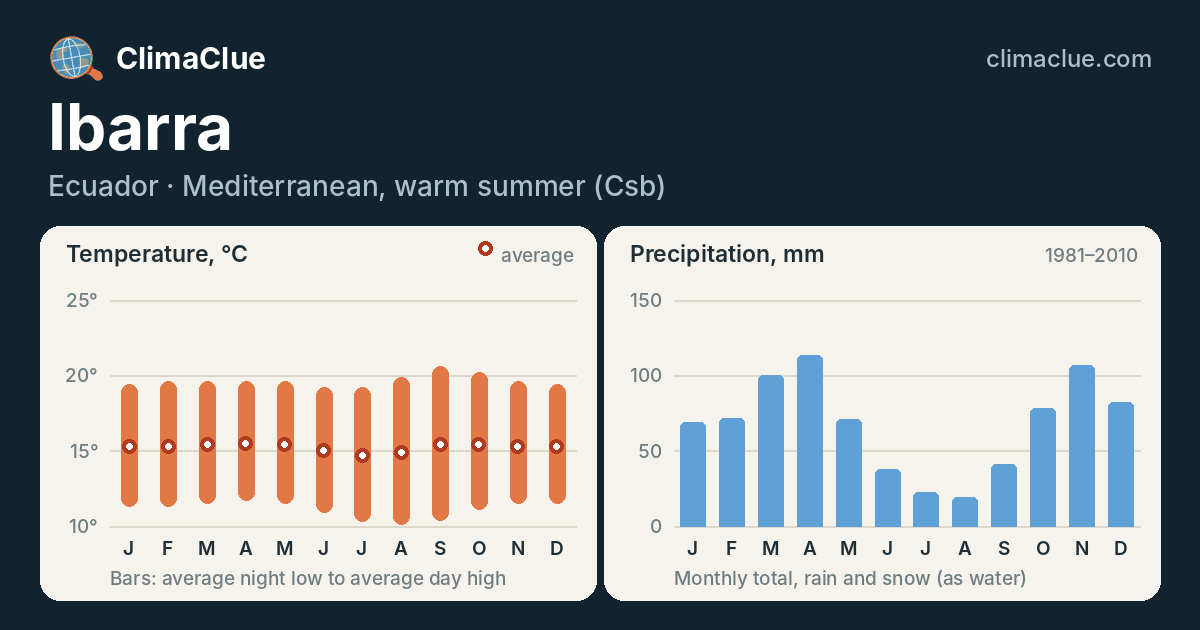 ClimaClue
climaclue.com
Ibarra
Ecuador · Mediterranean, warm summer (Csb)
Temperature, °C
average
25°
20°
15°
10°
J F M A M J J A S O N D
Bars: average night low to average day high
Precipitation, mm
1981–2010
150
100
50
0
J F M A M J J A S O N D
Monthly total, rain and snow (as water)